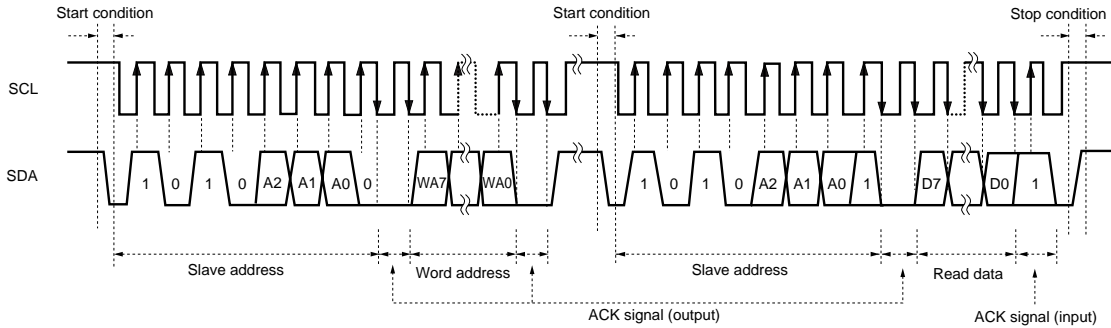 Start condition Start condition Stop condition
SCL
SDA
1 0 1 0 A2 A1 A0 0 WA7 WA0 1 0 1 0 A2 A1 A0 1 D7 D0 1
Slave address Word address Slave address Read data
ACK signal (output) ACK signal (input)